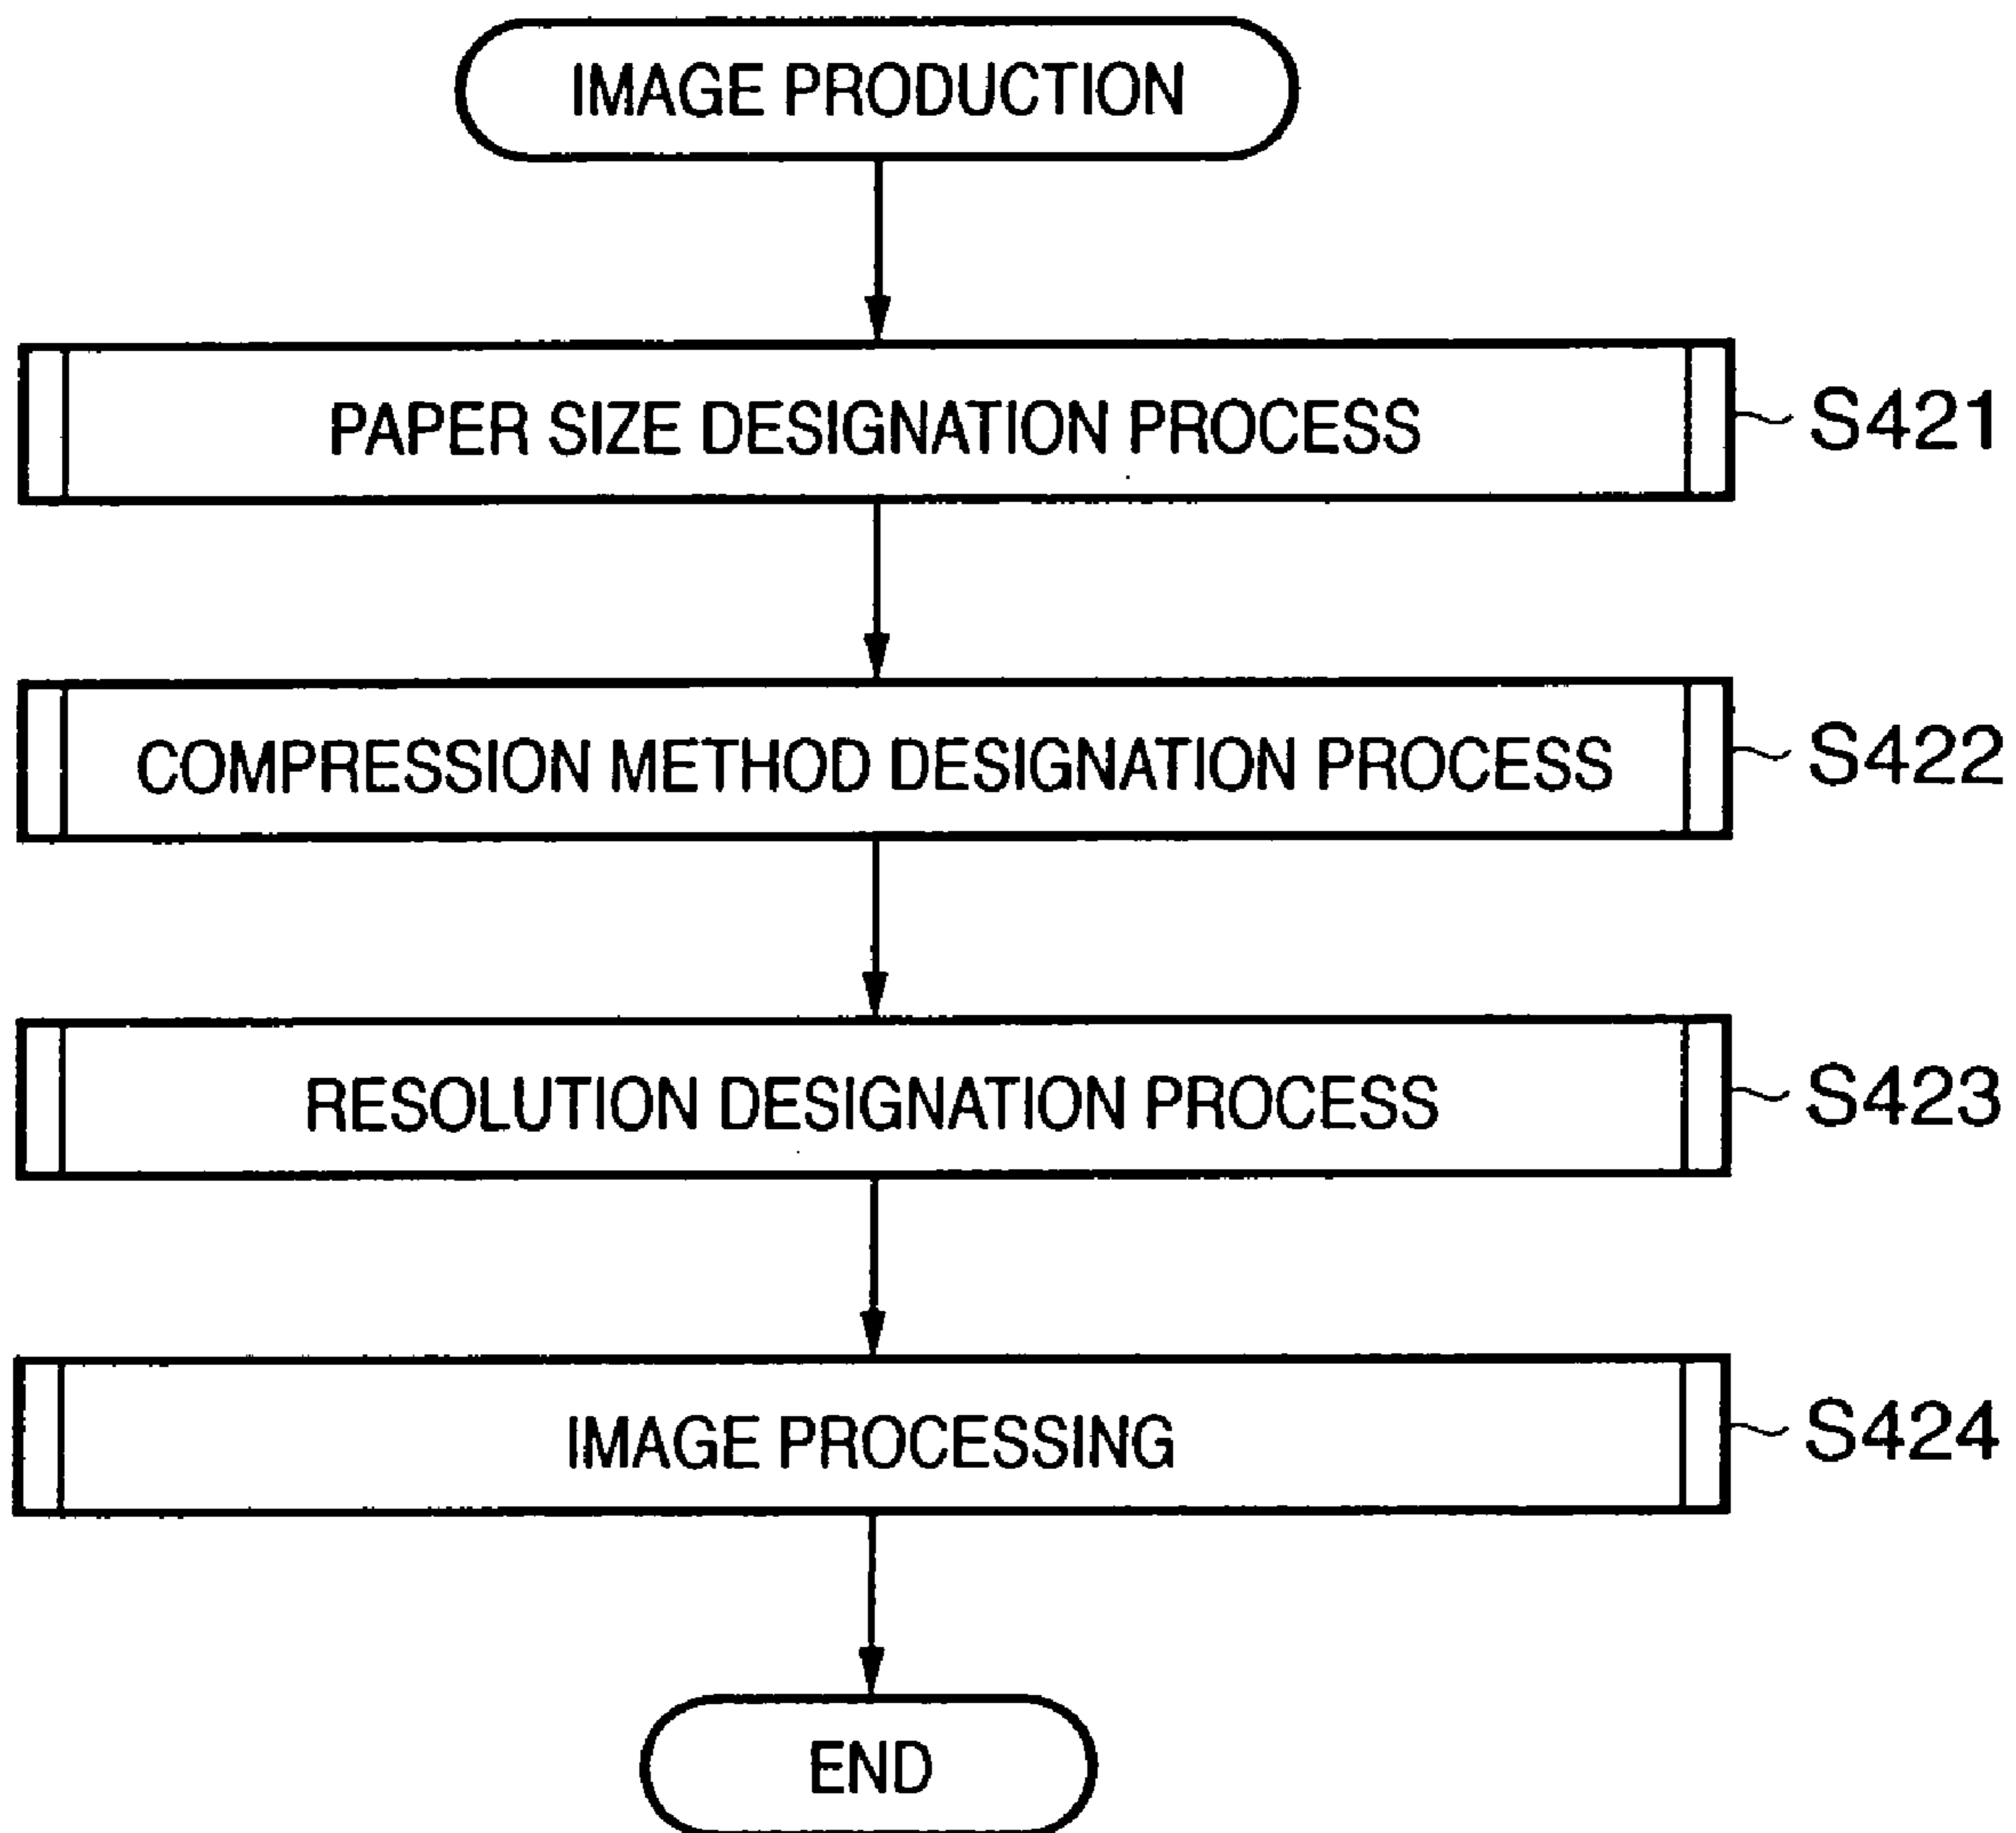 IMAGE PRODUCTION
PAPER SIZE DESIGNATION PROCESS S421
COMPRESSION METHOD DESIGNATION PROCESS S422
RESOLUTION DESIGNATION PROCESS S423
IMAGE PROCESSING S424
END